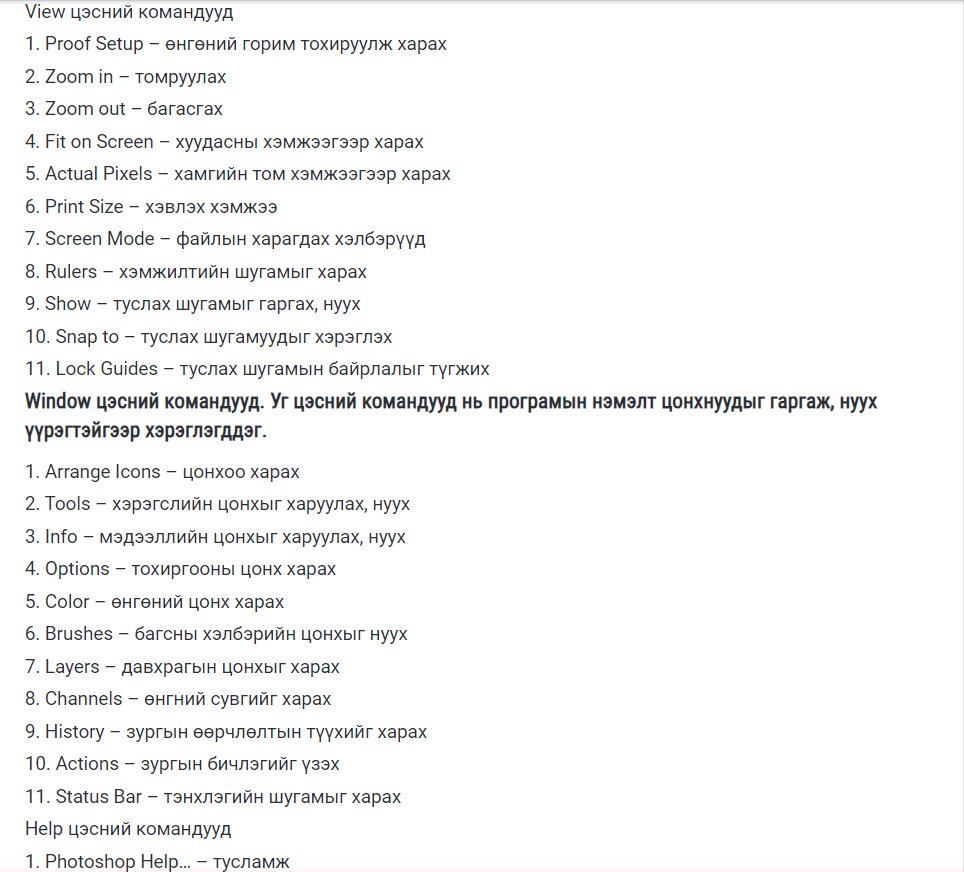 View цэсний командууд
1. Proof Setup – өнгөний горим тохируулж харах
2. Zoom in – томруулах
3. Zoom out – багасгах
4. Fit on Screen – хуудасны хэмжээгээр харах
5. Actual Pixels – хамгийн том хэмжээгээр харах
6. Print Size – хэвлэх хэмжээ
7. Screen Mode – файлын харагдах хэлбэрүүд
8. Rulers – хэмжилтийн шугамыг харах
9. Show – туслах шугамыг гаргах, нуух
10. Snap to – туслах шугамуудыг хэрэглэх
11. Lock Guides – туслах шугамын байрлалыг түгжих
Window цэсний командууд. Уг цэсний командууд нь програмын нэмэлт цонхнуудыг гаргаж, нуух
үүрэгтэйгээр хэрэглэгддэг.
1. Arrange Icons – цонхоо харах
2. Tools – хэрэгслийн цонхыг харуулах, нуух
3. Info – мэдээллийн цонхыг харуулах, нуух
4. Options – тохиргооны цонх харах
5. Color – өнгөний цонх харах
6. Brushes – багсны хэлбэрийн цонхыг нуух
7. Layers – давхрагын цонхыг харах
8. Channels – өнгний сувгийг харах
9. History – зургын өөрчлөлтын түүхийг харах
10. Actions – зургын бичлэгийг үзэх
11. Status Bar – тэнхлэгийн шугамыг харах
Help цэсний командууд
1. Photoshop Help… – тусламж